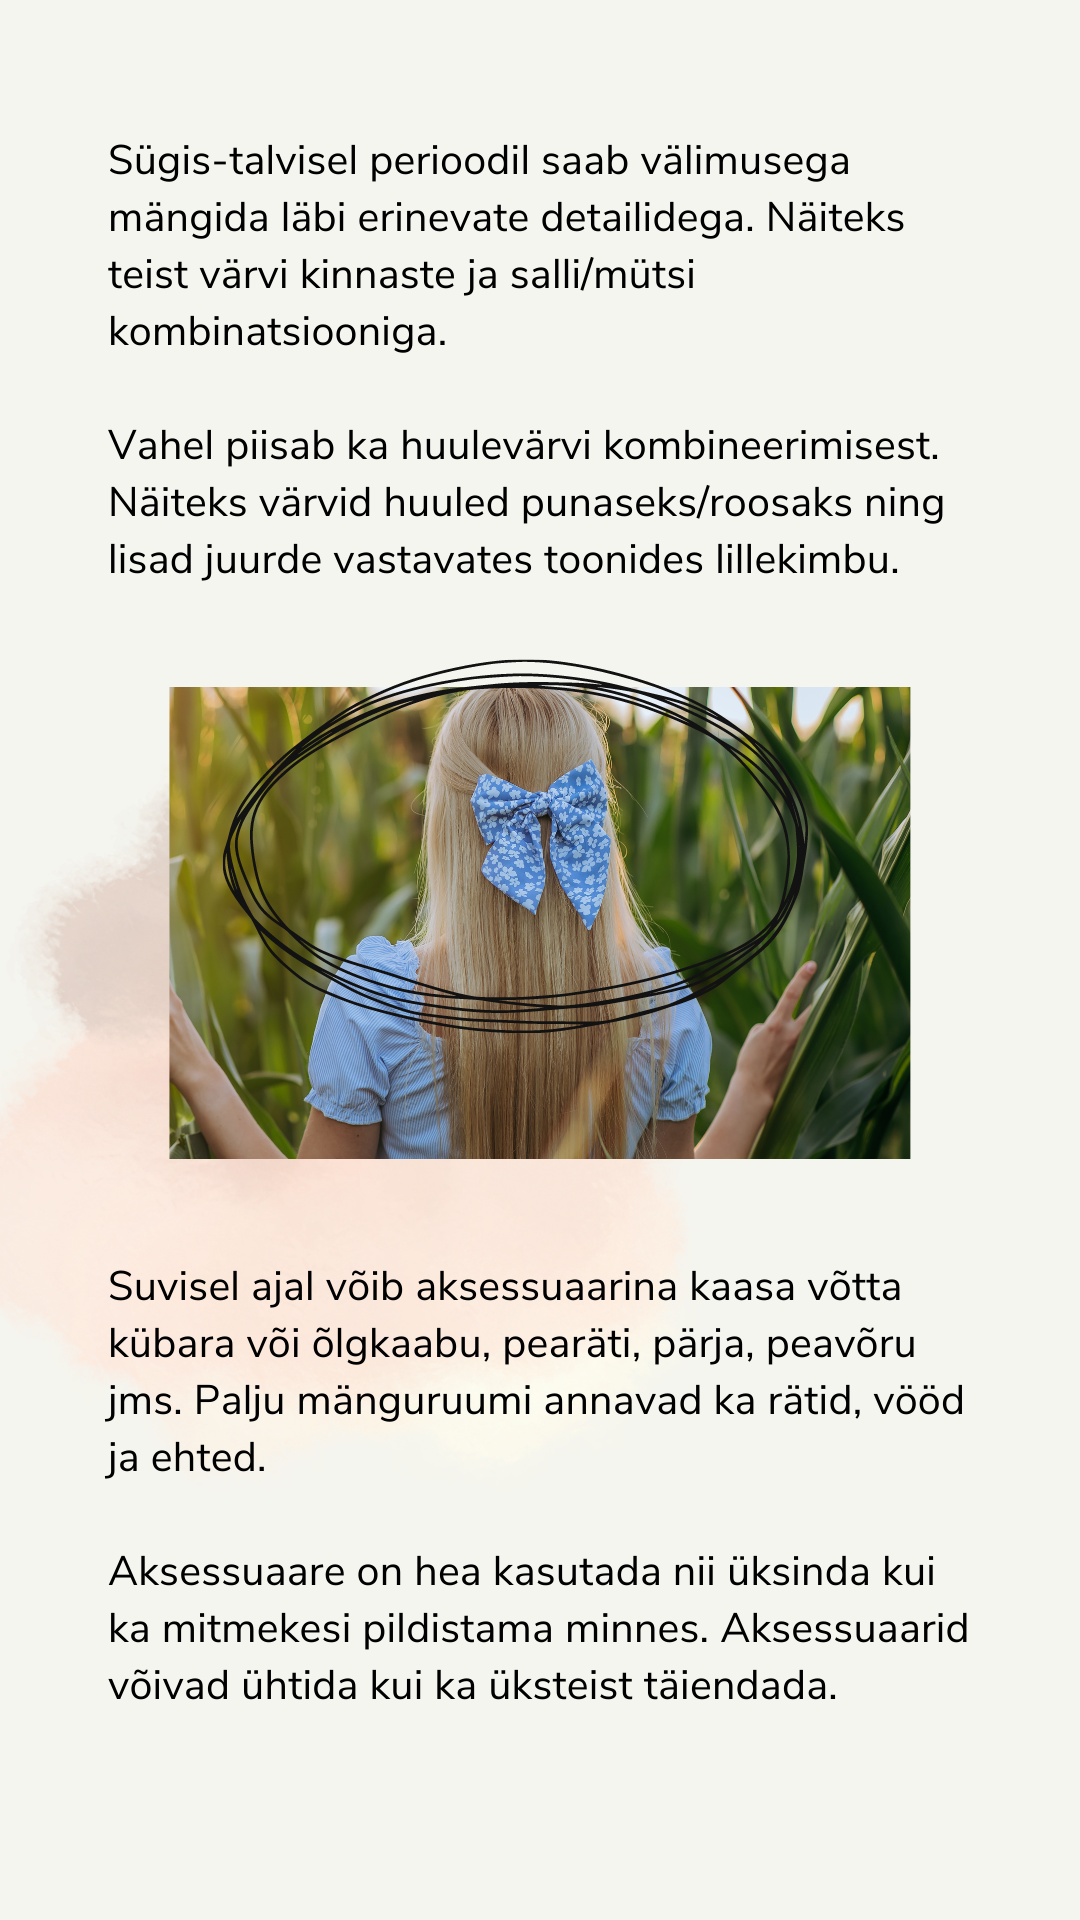 Sügis-talvisel perioodil saab välimusega
mängida läbi erinevate detailidega. Näiteks
teist värvi kinnaste ja salli/mütsi
kombinatsiooniga.
Vahel piisab ka huulevärvi kombineerimisest.
Näiteks värvid huuled punaseks/roosaks ning
lisad juurde vastavates toonides lillekimbu.
Suvisel ajal võib aksessuaarina kaasa võtta
kübara või õlgkaabu, pearäti, pärja, peavõru
jms. Palju mänguruumi annavad ka rätid, vööd
ja ehted.
Aksessuaare on hea kasutada nii üksinda kui
ka mitmekesi pildistama minnes. Aksessuaarid
võivad ühtida kui ka üksteist täiendada.